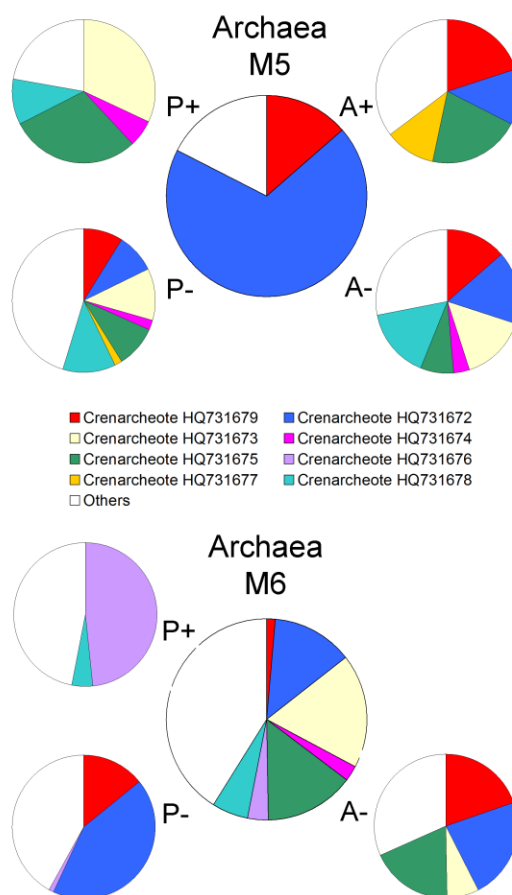 Archaea
M5
P+
A+
P-
A-
Crenarcheote HQ731679
Crenarcheote HQ731672
Crenarcheote HQ731673
Crenarcheote HQ731674
Crenarcheote HQ731675
Crenarcheote HQ731676
Crenarcheote HQ731677
Crenarcheote HQ731678
Others
Archaea
M6
P+
P-
A-